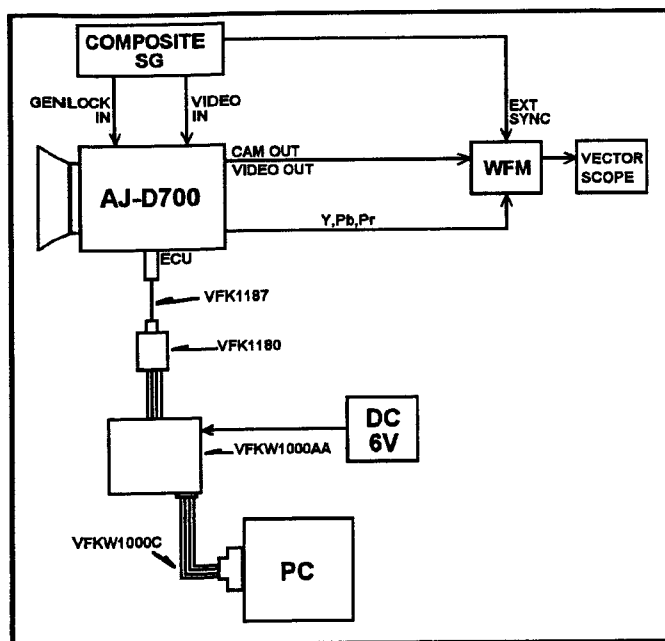 COMPOSITE
SG
GENLOCK
IN
VIDEO
IN
EXT
SYNC
CAM OUT
VIDEO OUT
WFM
VECTOR
SCOPE
AJ-D700
Y,Pb,Pr
ECU
VFK1187
VFK1180
DC
6V
VFKW1000AA
VFKW1000C
PC